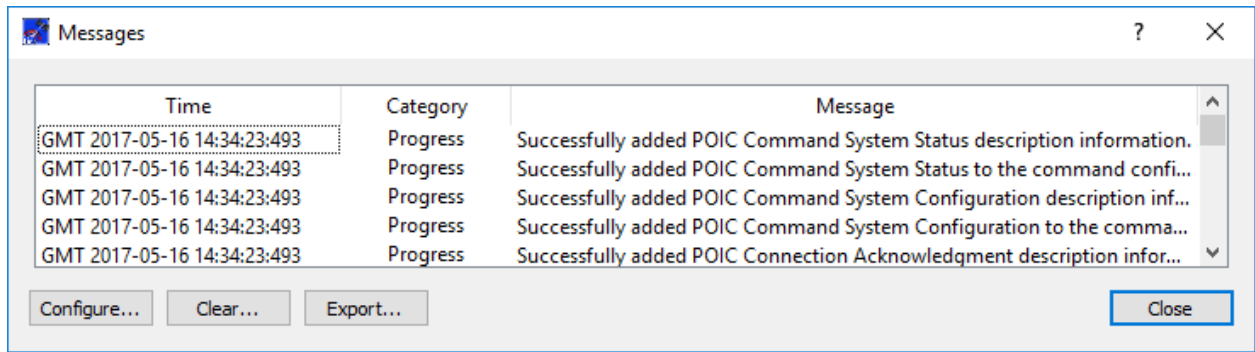 Messages
Time Category Message
GMT 2017-05-16 14:34:23:493 Progress Successfully added POIC Command System Status description information.
GMT 2017-05-16 14:34:23:493 Progress Successfully added POIC Command System Status to the command confi...
GMT 2017-05-16 14:34:23:493 Progress Successfully added POIC Command System Configuration description inf...
GMT 2017-05-16 14:34:23:493 Progress Successfully added POIC Command System Configuration to the comma...
GMT 2017-05-16 14:34:23:493 Progress Successfully added POIC Connection Acknowledgment description infor...
Configure... Clear... Export... Close